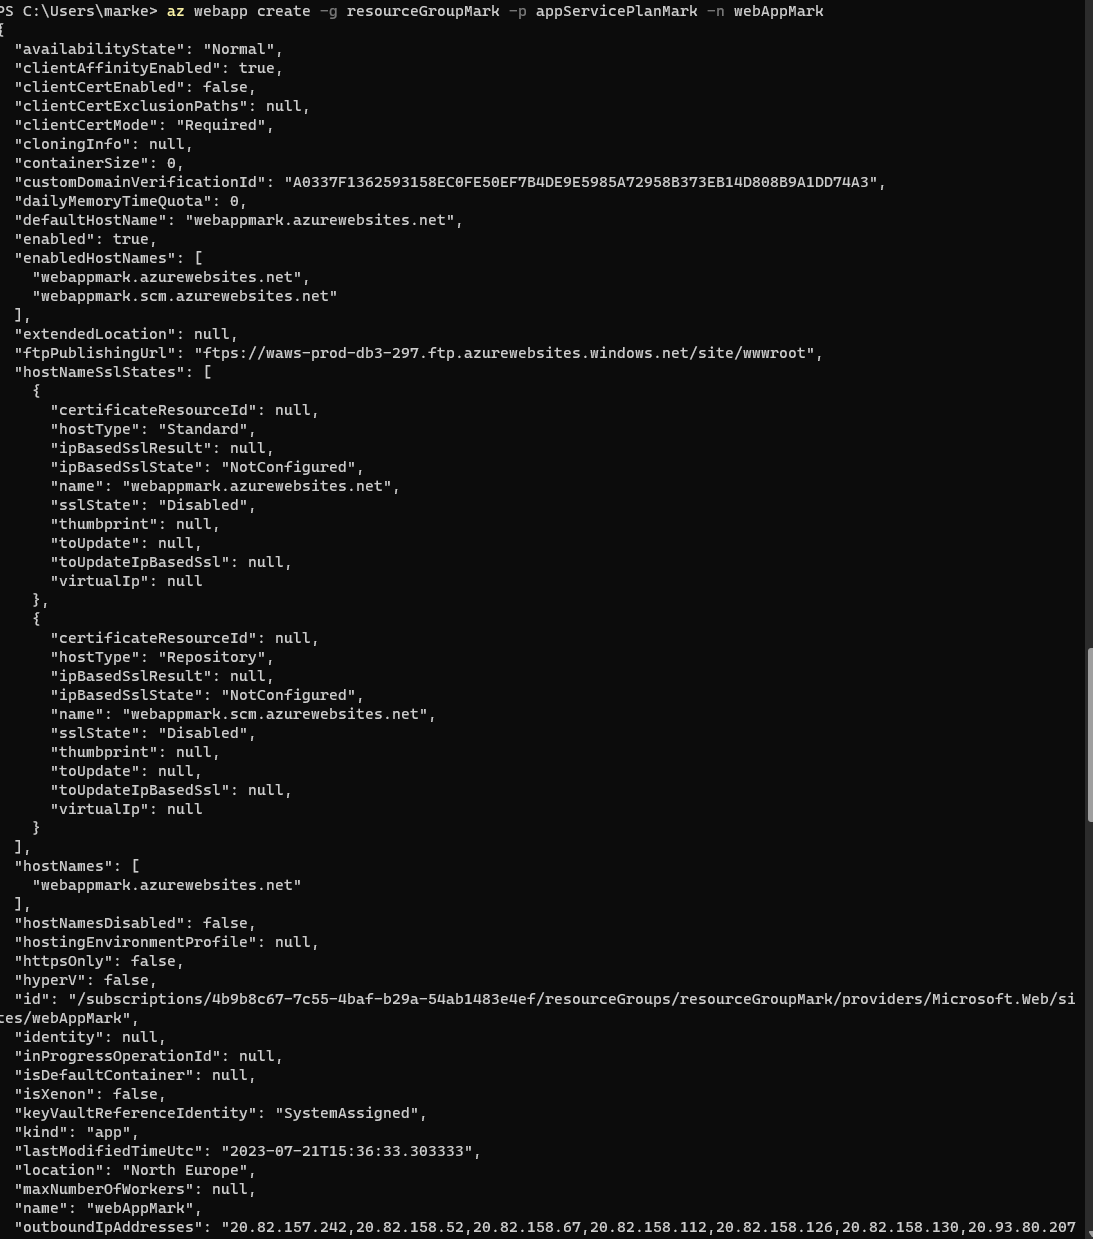 PS C:\Users\marke> az webapp create -g resourceGroupMark -p appServicePlanMark -n webAppMark
{
  "availabilityState": "Normal",
  "clientAffinityEnabled": true,
  "clientCertEnabled": false,
  "clientCertExclusionPaths": null,
  "clientCertMode": "Required",
  "cloningInfo": null,
  "containerSize": 0,
  "customDomainVerificationId": "A0337F1362593158EC0FE50EF7B4DE9E5985A72958B373EB14D808B9A1DD74A3",
  "dailyMemoryTimeQuota": 0,
  "defaultHostName": "webappmark.azurewebsites.net",
  "enabled": true,
  "enabledHostNames": [
    "webappmark.azurewebsites.net",
    "webappmark.scm.azurewebsites.net"
  ],
  "extendedLocation": null,
  "ftpPublishingUrl": "ftps://waws-prod-db3-297.ftp.azurewebsites.windows.net/site/wwwroot",
  "hostNameSslStates": [
    {
      "certificateResourceId": null,
      "hostType": "Standard",
      "ipBasedSslResult": null,
      "ipBasedSslState": "NotConfigured",
      "name": "webappmark.azurewebsites.net",
      "sslState": "Disabled",
      "thumbprint": null,
      "toUpdate": null,
      "toUpdateIpBasedSsl": null,
      "virtualIp": null
    },
    {
      "certificateResourceId": null,
      "hostType": "Repository",
      "ipBasedSslResult": null,
      "ipBasedSslState": "NotConfigured",
      "name": "webappmark.scm.azurewebsites.net",
      "sslState": "Disabled",
      "thumbprint": null,
      "toUpdate": null,
      "toUpdateIpBasedSsl": null,
      "virtualIp": null
    }
  ],
  "hostNames": [
    "webappmark.azurewebsites.net"
  ],
  "hostNamesDisabled": false,
  "hostingEnvironmentProfile": null,
  "httpsOnly": false,
  "hyperV": false,
  "id": "/subscriptions/4b9b8c67-7c55-4baf-b29a-54ab1483e4ef/resourceGroups/resourceGroupMark/providers/Microsoft.Web/si
tes/webAppMark",
  "identity": null,
  "inProgressOperationId": null,
  "isDefaultContainer": null,
  "isXenon": false,
  "keyVaultReferenceIdentity": "SystemAssigned",
  "kind": "app",
  "lastModifiedTimeUtc": "2023-07-21T15:36:33.303333",
  "location": "North Europe",
  "maxNumberOfWorkers": null,
  "name": "webAppMark",
  "outboundIpAddresses": "20.82.157.242,20.82.158.52,20.82.158.67,20.82.158.112,20.82.158.126,20.82.158.130,20.93.80.207